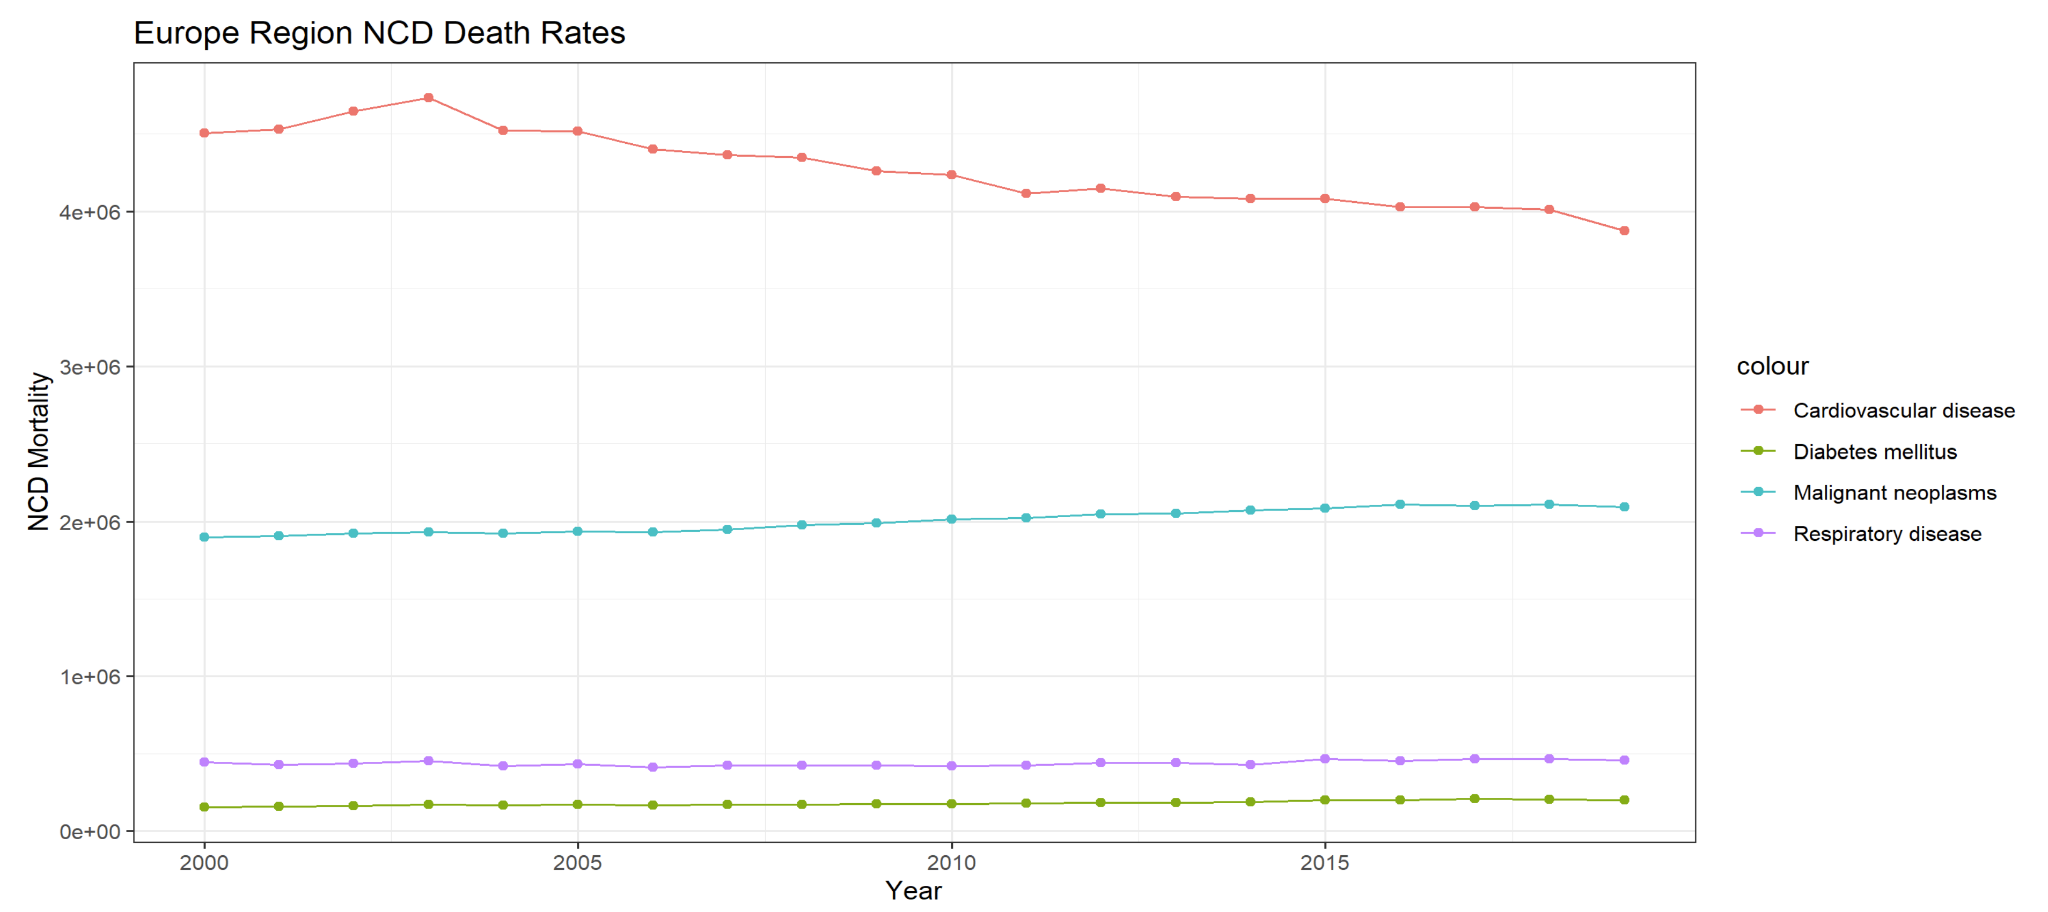 Europe Region NCD Death Rates
NCD Mortality
4e+06
3e+06
2e+06
1e+06
0e+00
2000 2005 2010 2015
Year
colour
Cardiovascular disease
Diabetes mellitus
Malignant neoplasms
Respiratory disease